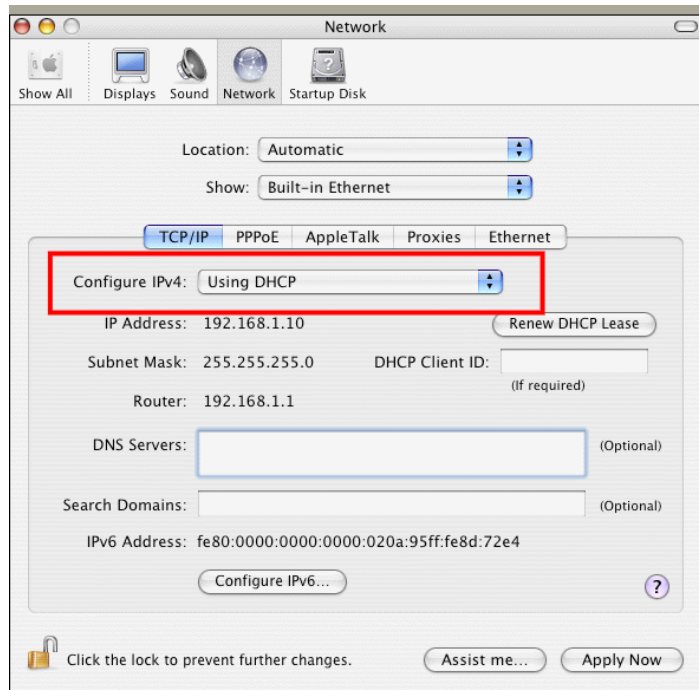 Network
Show All Displays Sound Network Startup Disk
Location: Automatic
Show: Built-in Ethernet
TCP/IP PPPoE AppleTalk Proxies Ethernet
Configure IPv4: Using DHCP
IP Address: 192.168.1.10 Renew DHCP Lease
Subnet Mask: 255.255.255.0 DHCP Client ID:
(If required)
Router: 192.168.1.1
DNS Servers: (Optional)
Search Domains: (Optional)
IPv6 Address: fe80:0000:0000:0000:020a:95ff:fe8d:72e4
Configure IPv6... ?
Click the lock to prevent further changes. Assist me... Apply Now